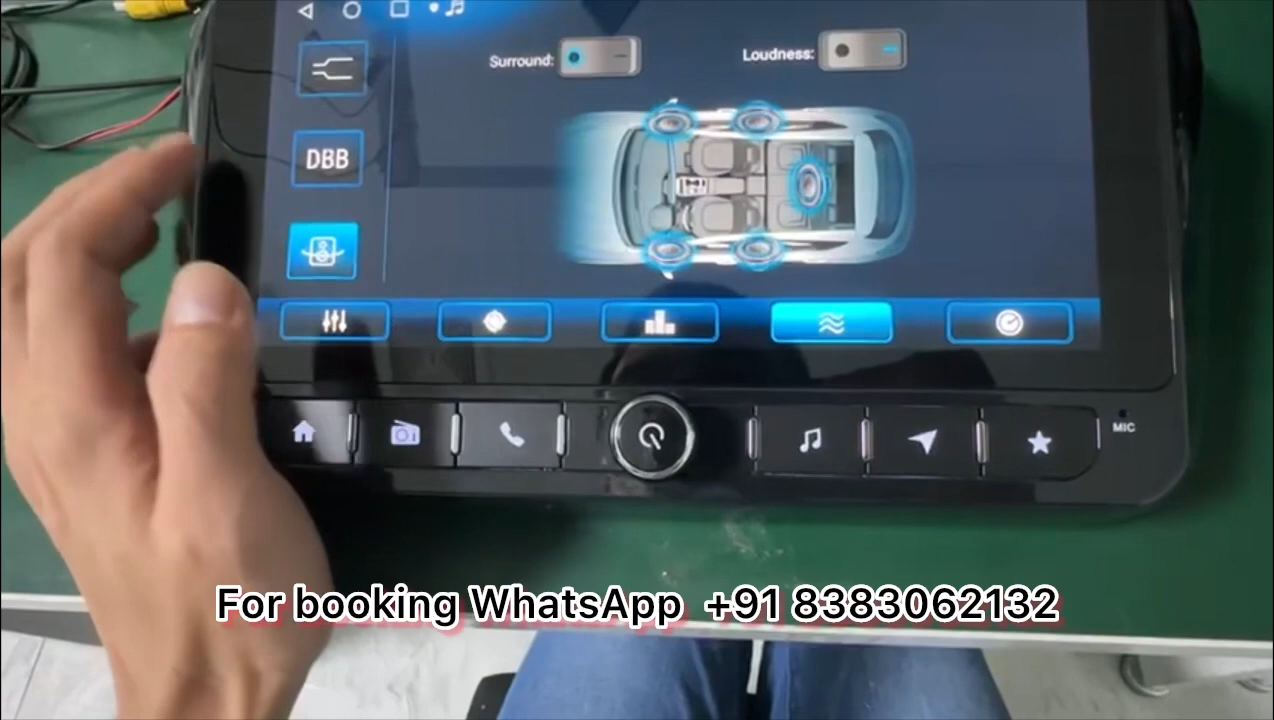 Surround:
Loudness:
DBB
MIC
For booking WhatsApp +91 8383062132